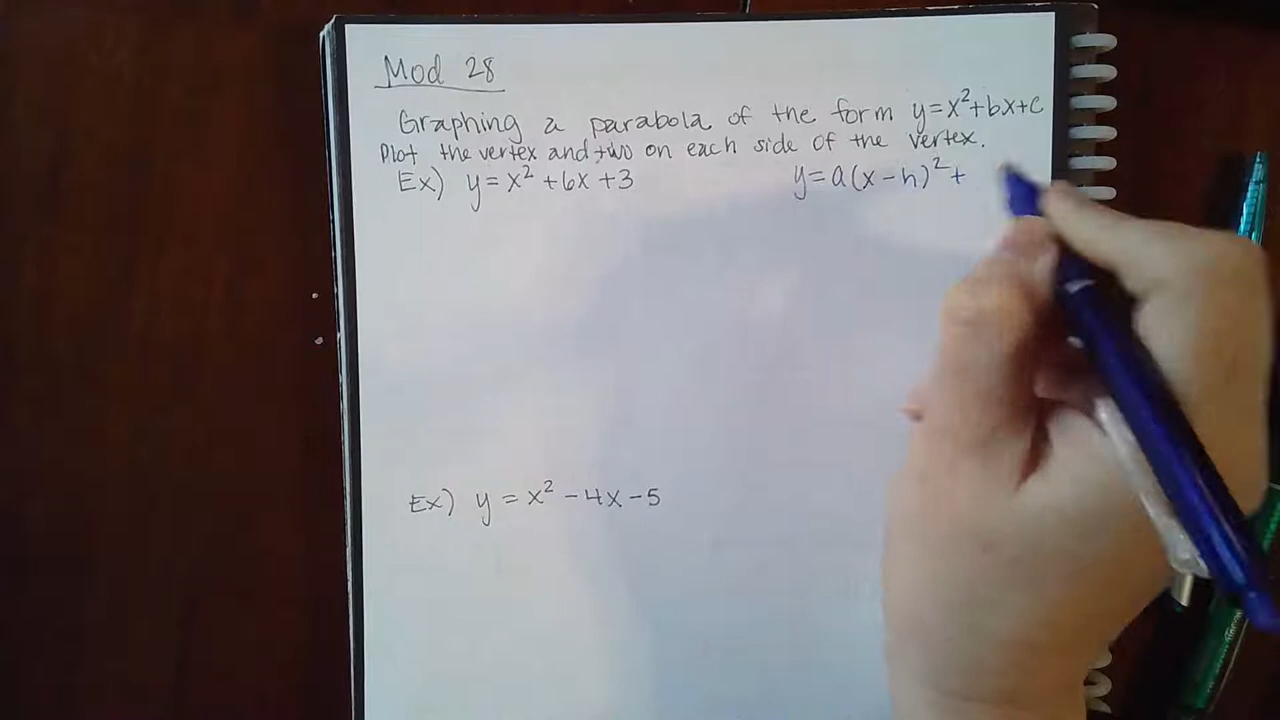 Mod 28
Graphing a parabola of the form y=x²+bx+c
Plot the vertex and two on each side of the vertex.
Ex) y=x²+6x+3 y=a(x-h)²+
Ex) y=x²-4x-5